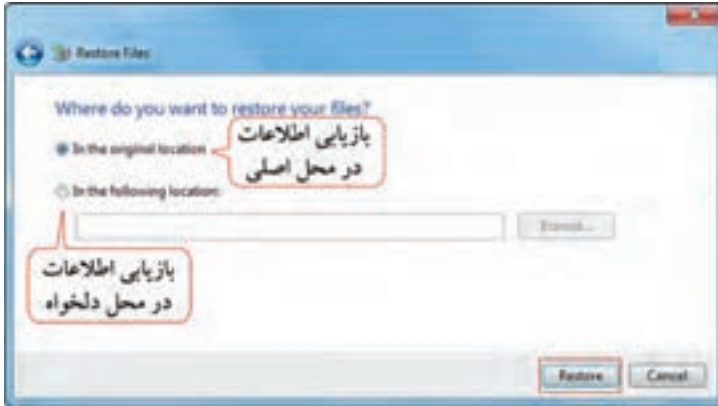 Restore Files
Where do you want to restore your files?
In the original location
بازیابی اطلاعات
در محل اصلی
In the following location:
Browse...
بازیابی اطلاعات
در محل دلخواه
Restore
Cancel